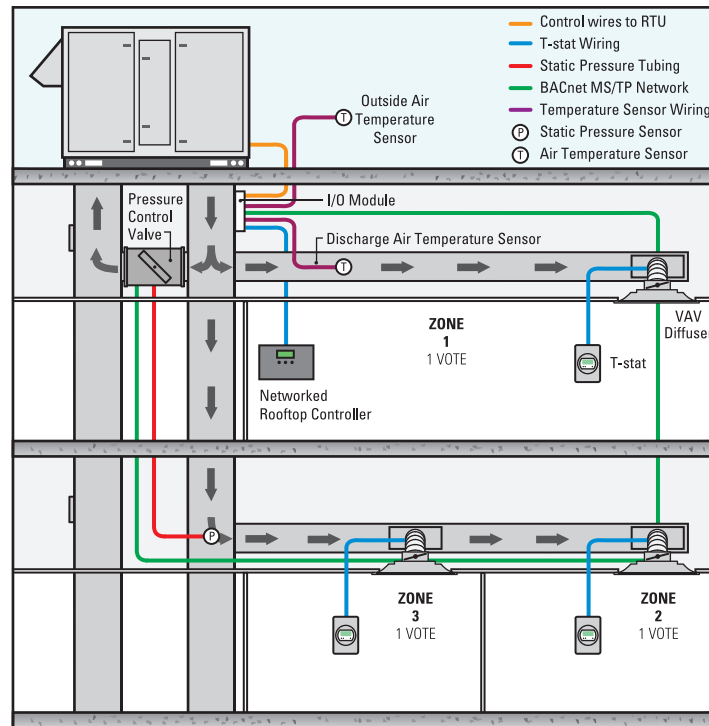 Control wires to RTU
T-stat Wiring
Static Pressure Tubing
BACnet MS/TP Network
Temperature Sensor Wiring
P Static Pressure Sensor
T Air Temperature Sensor
T
Outside Air
Temperature
Sensor
Pressure
Control
Valve
I/O Module
Discharge Air Temperature Sensor
T
ZONE
1
1 VOTE
VAV
Diffuser
T-stat
Networked
Rooftop Controller
P
ZONE
3
1 VOTE
ZONE
2
1 VOTE